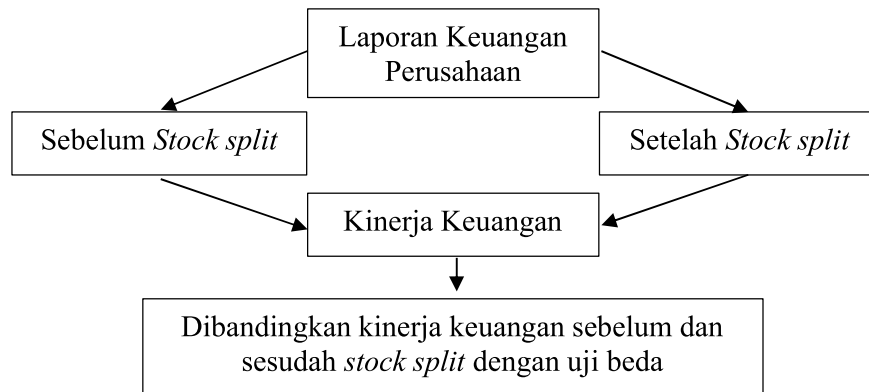 Laporan Keuangan
Perusahaan
Sebelum Stock split
Setelah Stock split
Kinerja Keuangan
Dibandingkan kinerja keuangan sebelum dan
sesudah stock split dengan uji beda